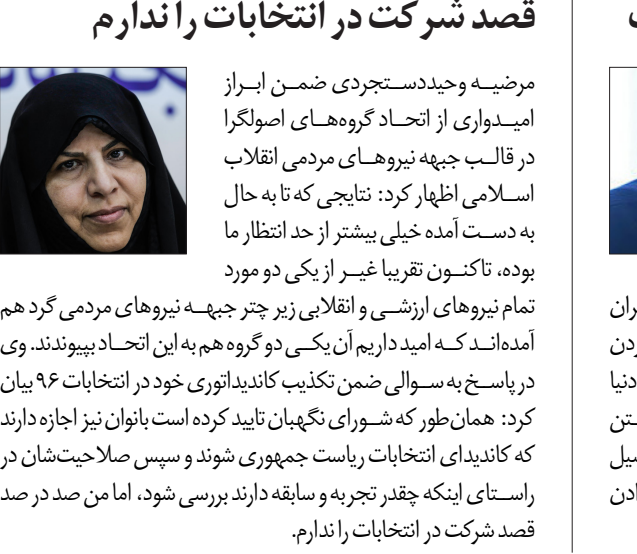 قصد شرکت در انتخابات را ندارم
مرضیه وحیددستجردی ضمن ابراز
امیدواری از اتحاد گروه‌های اصولگرا
در قالب جبهه نیروهای مردمی انقلاب
اسلامی اظهار کرد: نتایجی که تا به حال
به دست آمده خیلی بیشتر از حد انتظار ما
بوده، تاکنون تقریبا غیر از یکی دو مورد
تمام نیروهای ارزشی و انقلابی زیر چتر جبهه نیروهای مردمی گرد هم
آمده‌اند که امید داریم آن یکی دو گروه هم به این اتحاد بپیوندند. وی
در پاسخ به سوالی ضمن تکذیب کاندیداتوری خود در انتخابات ۹۶ بیان
کرد: همان‌طور که شورای نگهبان تایید کرده است بانوان نیز اجازه دارند
که کاندیدای انتخابات ریاست جمهوری شوند و سپس صلاحیت‌شان در
راستای اینکه چقدر تجربه و سابقه دارند بررسی شود، اما من صد در صد
قصد شرکت در انتخابات را ندارم.
ران
ردن
دنیا
ـتن
سیل
ادن